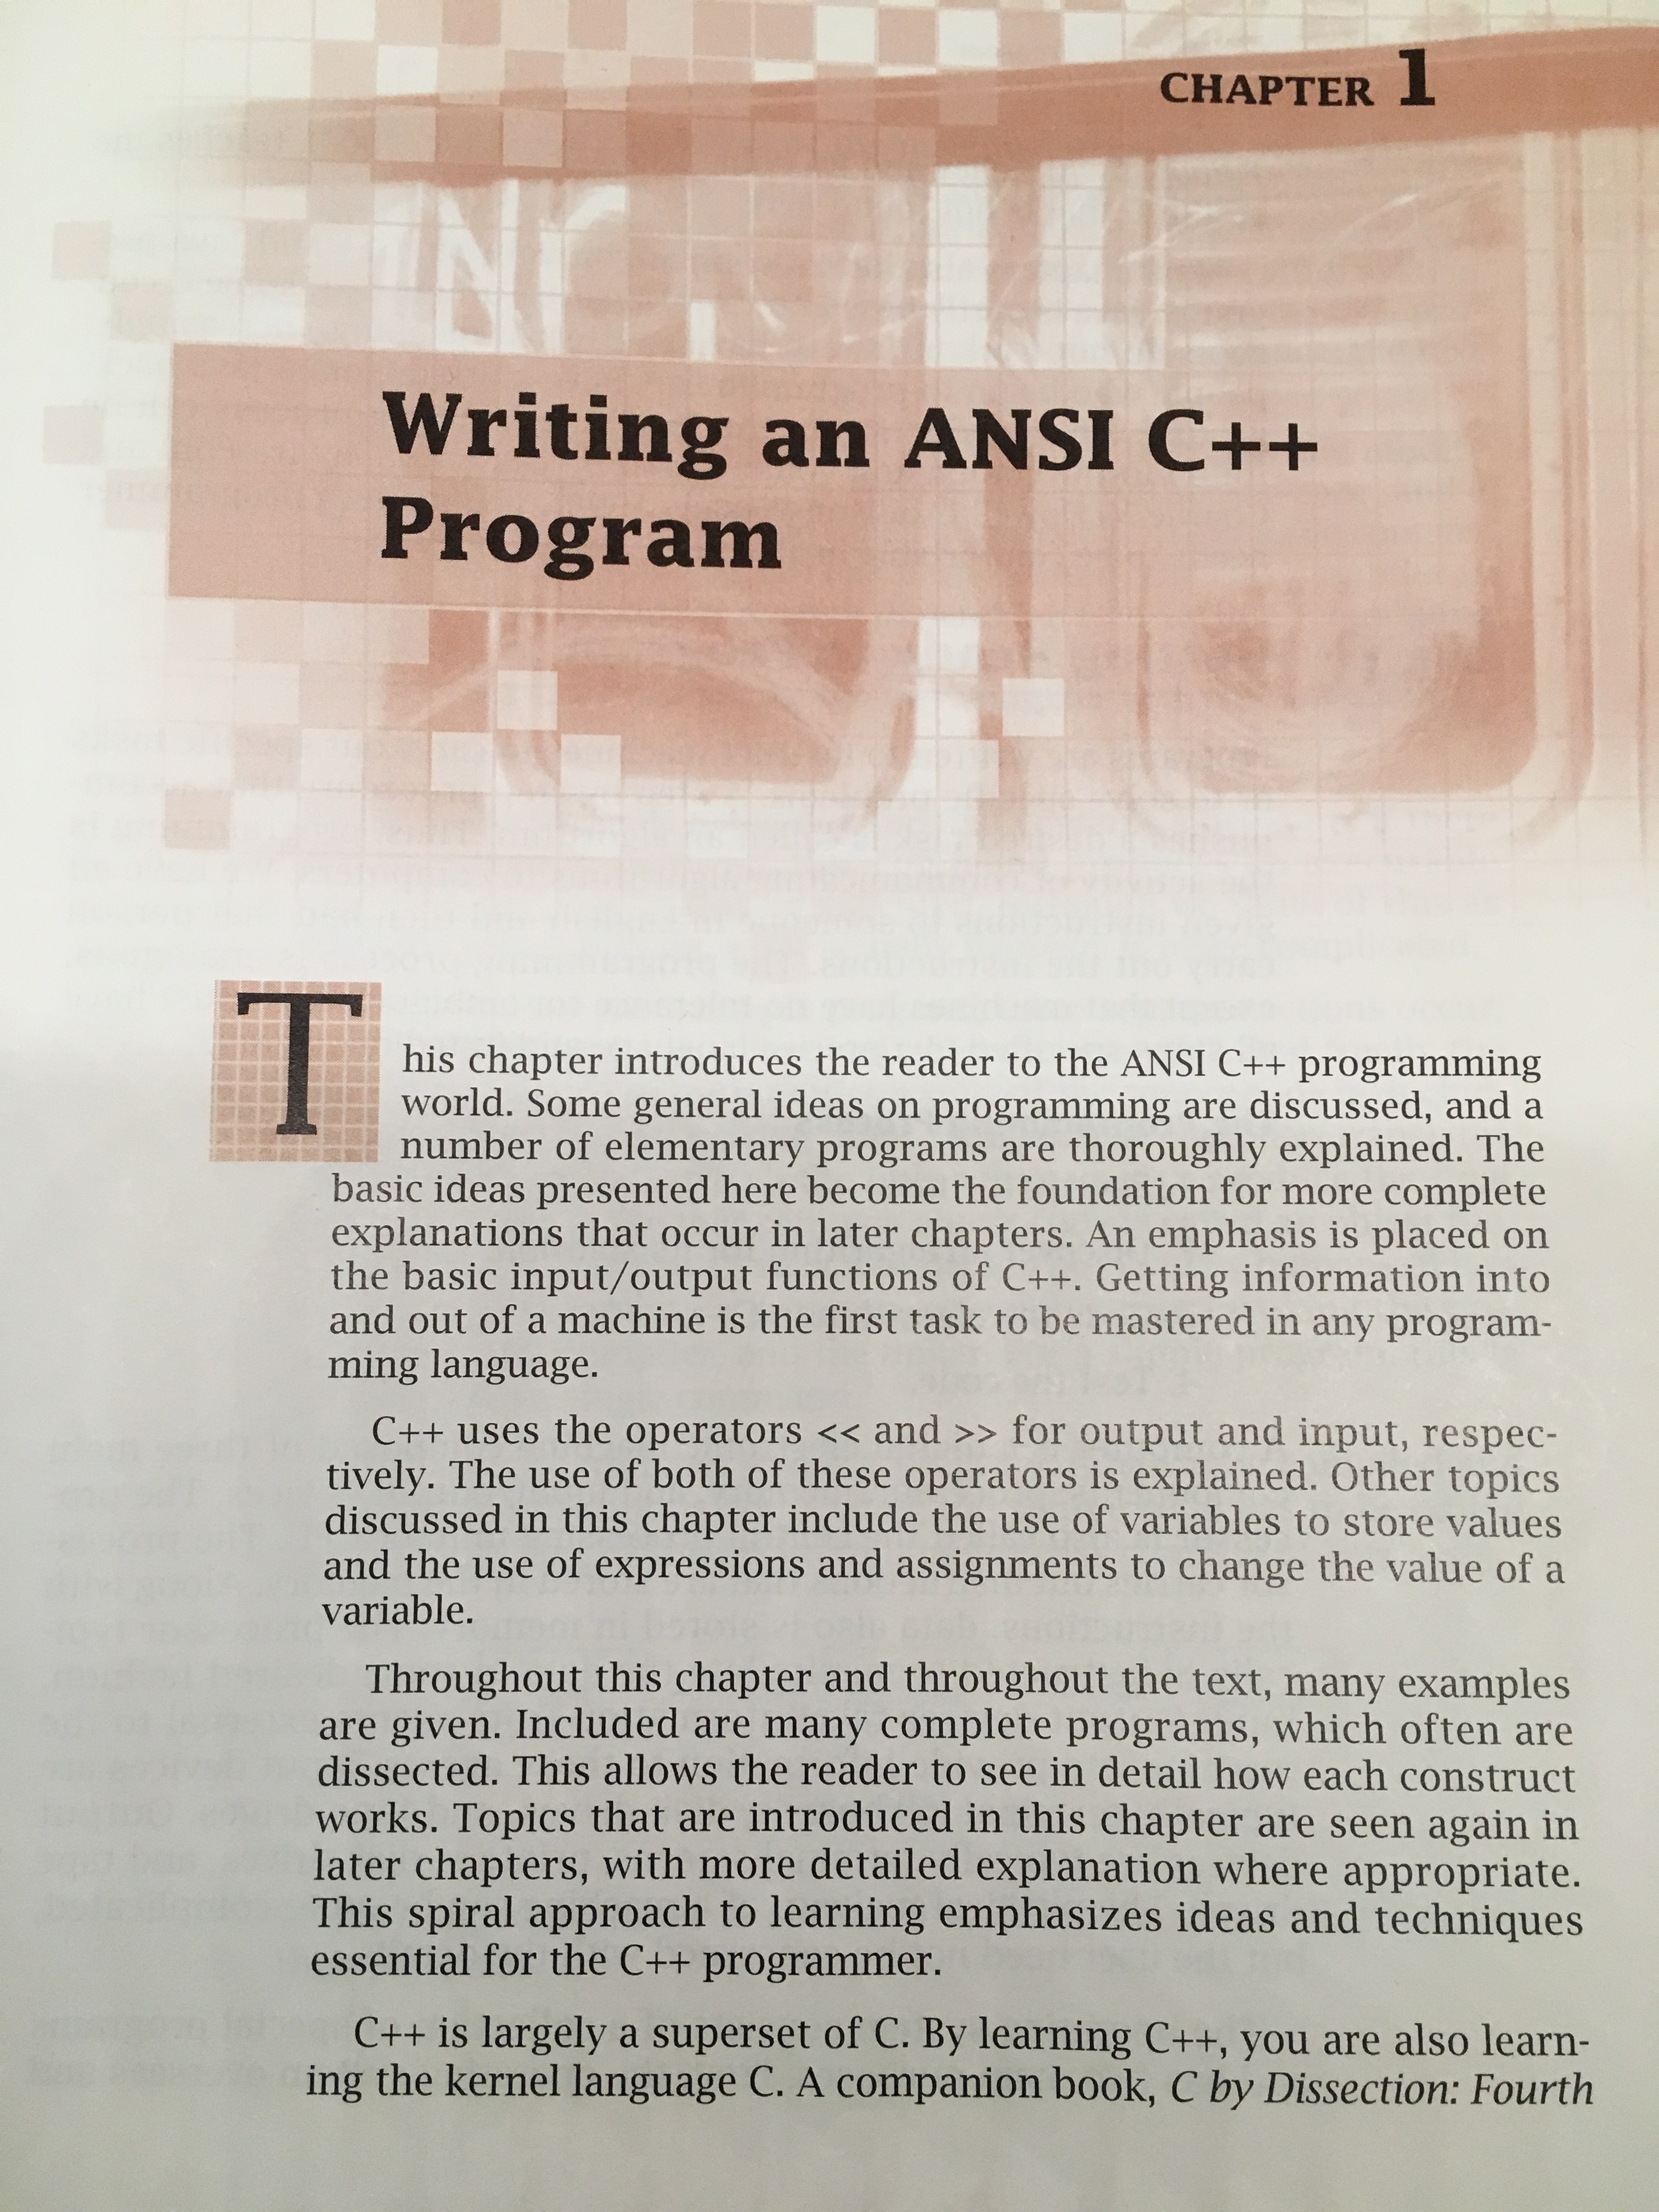 CHAPTER 1
Writing an ANSI C++
Program
This chapter introduces the reader to the ANSI C++ programming
world. Some general ideas on programming are discussed, and a
number of elementary programs are thoroughly explained. The
basic ideas presented here become the foundation for more complete
explanations that occur in later chapters. An emphasis is placed on
the basic input/output functions of C++. Getting information into
and out of a machine is the first task to be mastered in any program-
ming language.
C++ uses the operators << and >> for output and input, respec-
tively. The use of both of these operators is explained. Other topics
discussed in this chapter include the use of variables to store values
and the use of expressions and assignments to change the value of a
variable.
Throughout this chapter and throughout the text, many examples
are given. Included are many complete programs, which often are
dissected. This allows the reader to see in detail how each construct
works. Topics that are introduced in this chapter are seen again in
later chapters, with more detailed explanation where appropriate.
This spiral approach to learning emphasizes ideas and techniques
essential for the C++ programmer.
C++ is largely a superset of C. By learning C++, you are also learn-
ing the kernel language C. A companion book, C by Dissection: Fourth